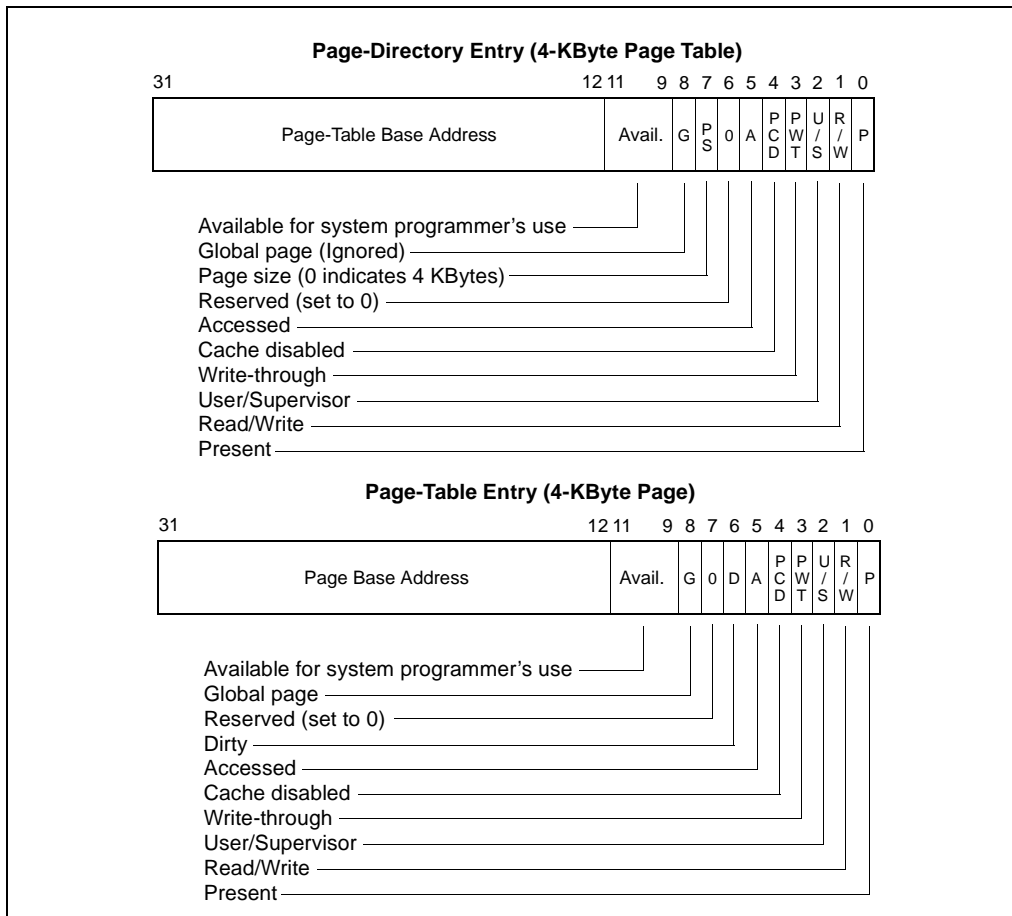 Page-Directory Entry (4-KByte Page Table)
31 12 11 9 8 7 6 5 4 3 2 1 0
Page-Table Base Address Avail. G PS 0 A PCD PWT U/S R/W P
Available for system programmer’s use
Global page (Ignored)
Page size (0 indicates 4 KBytes)
Reserved (set to 0)
Accessed
Cache disabled
Write-through
User/Supervisor
Read/Write
Present
Page-Table Entry (4-KByte Page)
31 12 11 9 8 7 6 5 4 3 2 1 0
Page Base Address Avail. G 0 D A PCD PWT U/S R/W P
Available for system programmer’s use
Global page
Reserved (set to 0)
Dirty
Accessed
Cache disabled
Write-through
User/Supervisor
Read/Write
Present